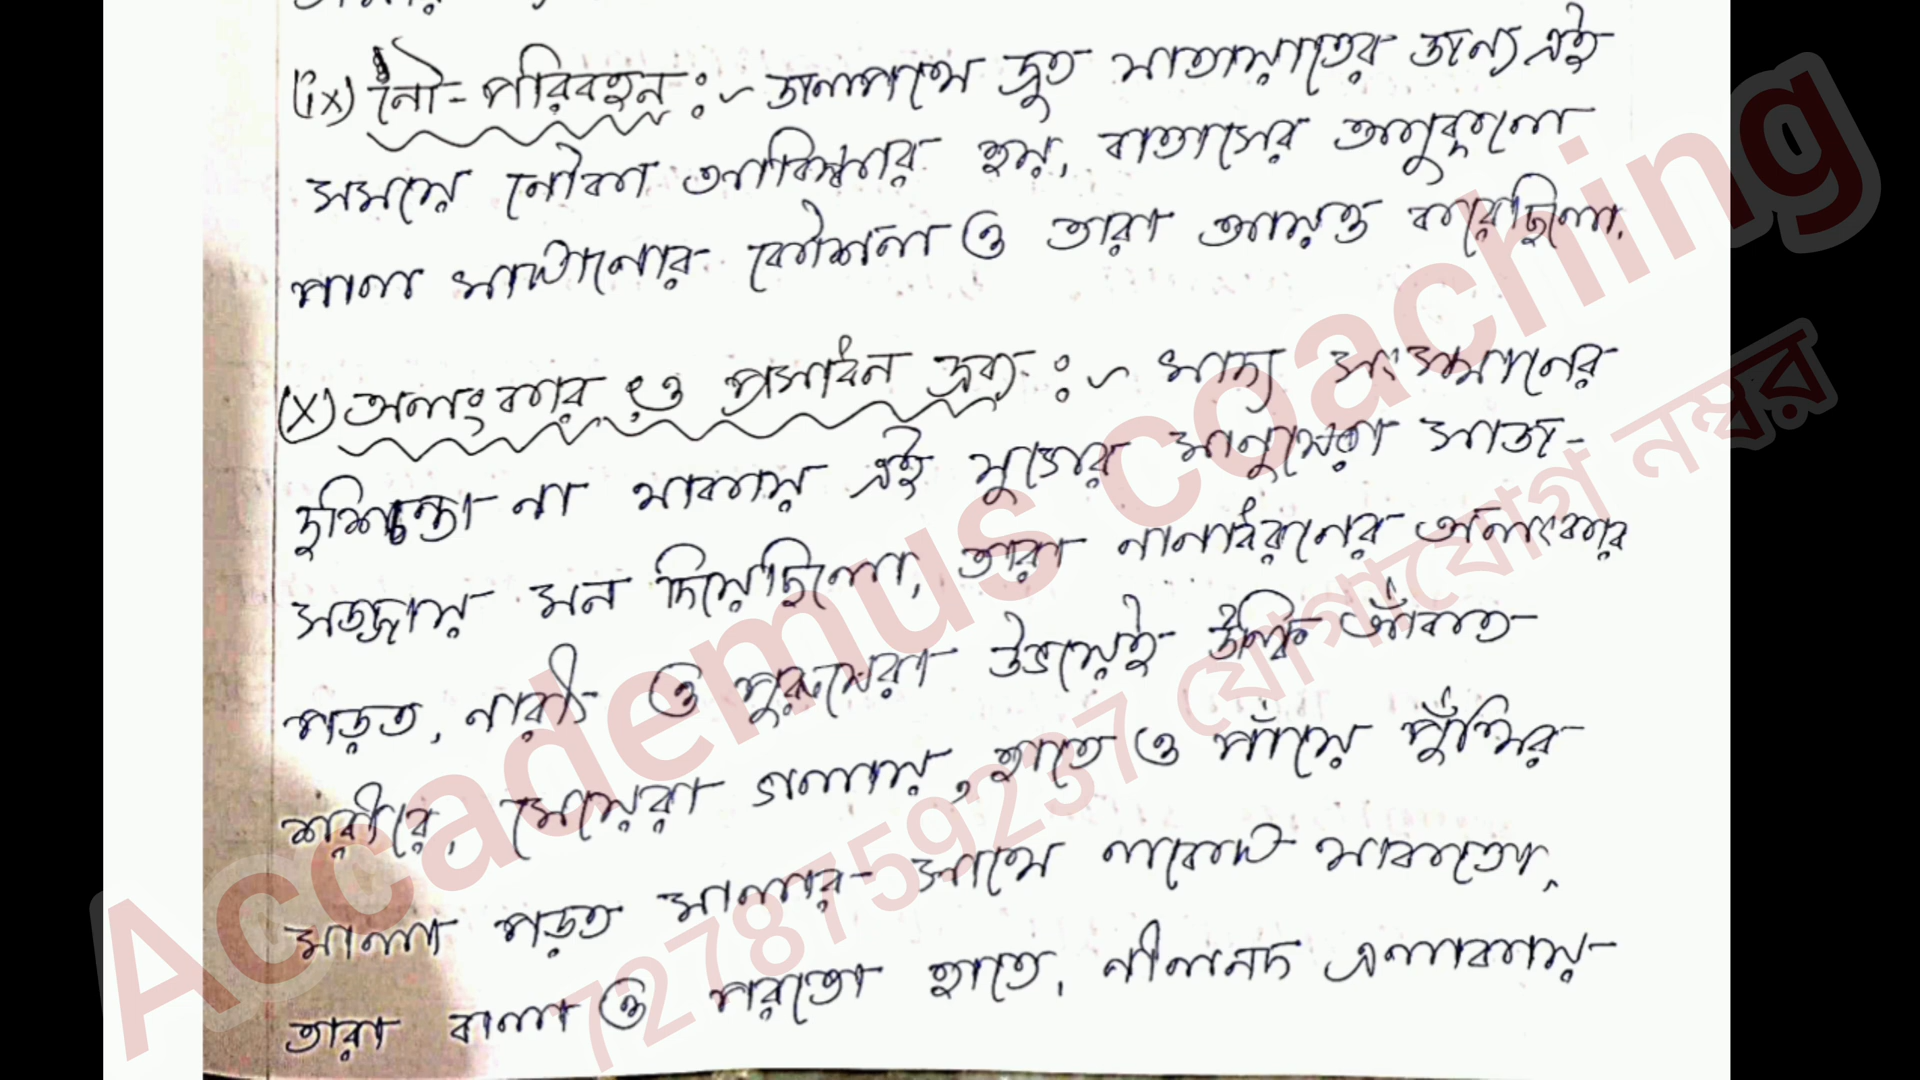 (ix) নৌ-পরিবহন :- জলপথে দ্রুত যাতায়াতের জন্যে এই
সময়ে নৌকা আবিষ্কার হয়, বাতাসের অনুকূলে
পাল খাটানোর কৌশল ও তারা আয়ত্ত করেছিল.
(x) অলংকার ও প্রসাধন দ্রব্য :- খাদ্য সংস্থানের
দুশ্চিন্তা না থাকায় এই যুগের মানুষেরা সাজ-
সজ্জায় মন দিয়েছিলো, তারা নানাধরনের অলংকার
পড়ত, নারী ও পুরুষেরা উভয়েই উল্কি আঁকত
শরীরে, মেয়েরা গলায়, হাতে ও পাঁয়ে পুঁথির
মালা পড়ত মালার সাথে লকেট থাকতো,
তারা বালা ও পরতো হাতে, নীলনদ এলাকায়
Accademus coaching
7278759237 যোগাযোগ নম্বর